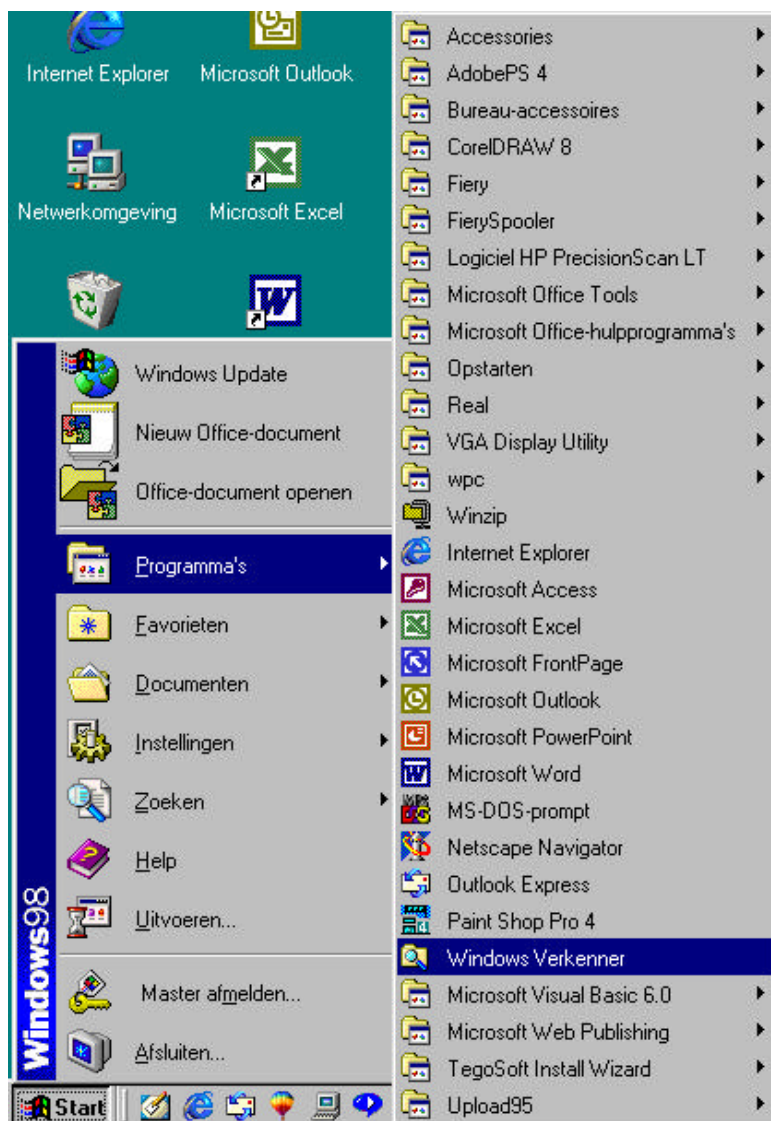 Internet Explorer
Microsoft Outlook
Netwerkomgeving
Microsoft Excel
Windows Update
Nieuw Office-document
Office-document openen
Programma's
Favorieten
Documenten
Instellingen
Zoeken
Help
Uitvoeren...
Master afmelden...
Afsluiten...
Windows98
Start
Accessories
AdobePS 4
Bureau-accessoires
CorelDRAW 8
Fiery
FierySpooler
Logiciel HP PrecisionScan LT
Microsoft Office Tools
Microsoft Office-hulpprogramma's
Opstarten
Real
VGA Display Utility
wpc
Winzip
Internet Explorer
Microsoft Access
Microsoft Excel
Microsoft FrontPage
Microsoft Outlook
Microsoft PowerPoint
Microsoft Word
MS-DOS-prompt
Netscape Navigator
Outlook Express
Paint Shop Pro 4
Windows Verkenner
Microsoft Visual Basic 6.0
Microsoft Web Publishing
TegoSoft Install Wizard
Upload95